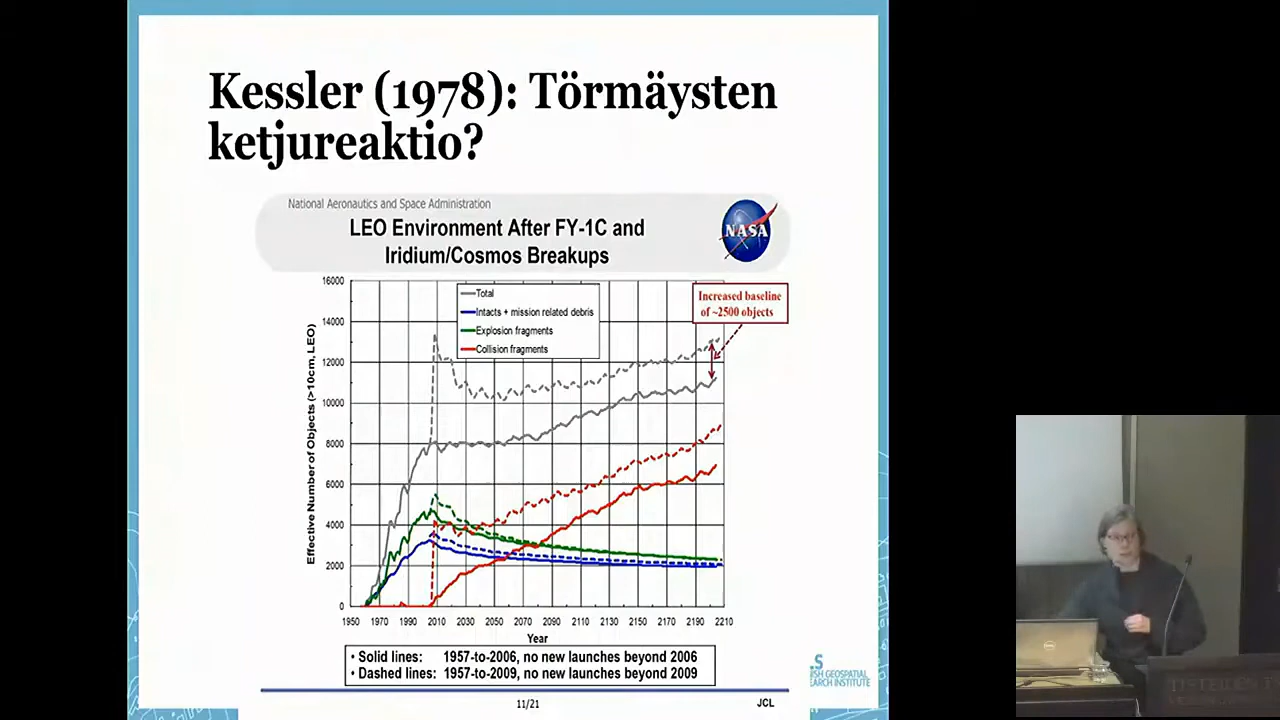 Kessler (1978): Törmäysten
ketjureaktio?
National Aeronautics and Space Administration
LEO Environment After FY-1C and
Iridium/Cosmos Breakups
NASA
16000
14000
12000
10000
8000
6000
4000
2000
0
Effective Number of Objects (>10cm, LEO)
Total
Intacts + mission related debris
Explosion fragments
Collision fragments
Increased baseline
of ~2500 objects
1950 1970 1990 2010 2030 2050 2070 2090 2110 2130 2150 2170 2190 2210
Year
• Solid lines: 1957-to-2006, no new launches beyond 2006
• Dashed lines: 1957-to-2009, no new launches beyond 2009
.S
ISH GEOSPATIAL
EARCH INSTITUTE
11/21
JCL